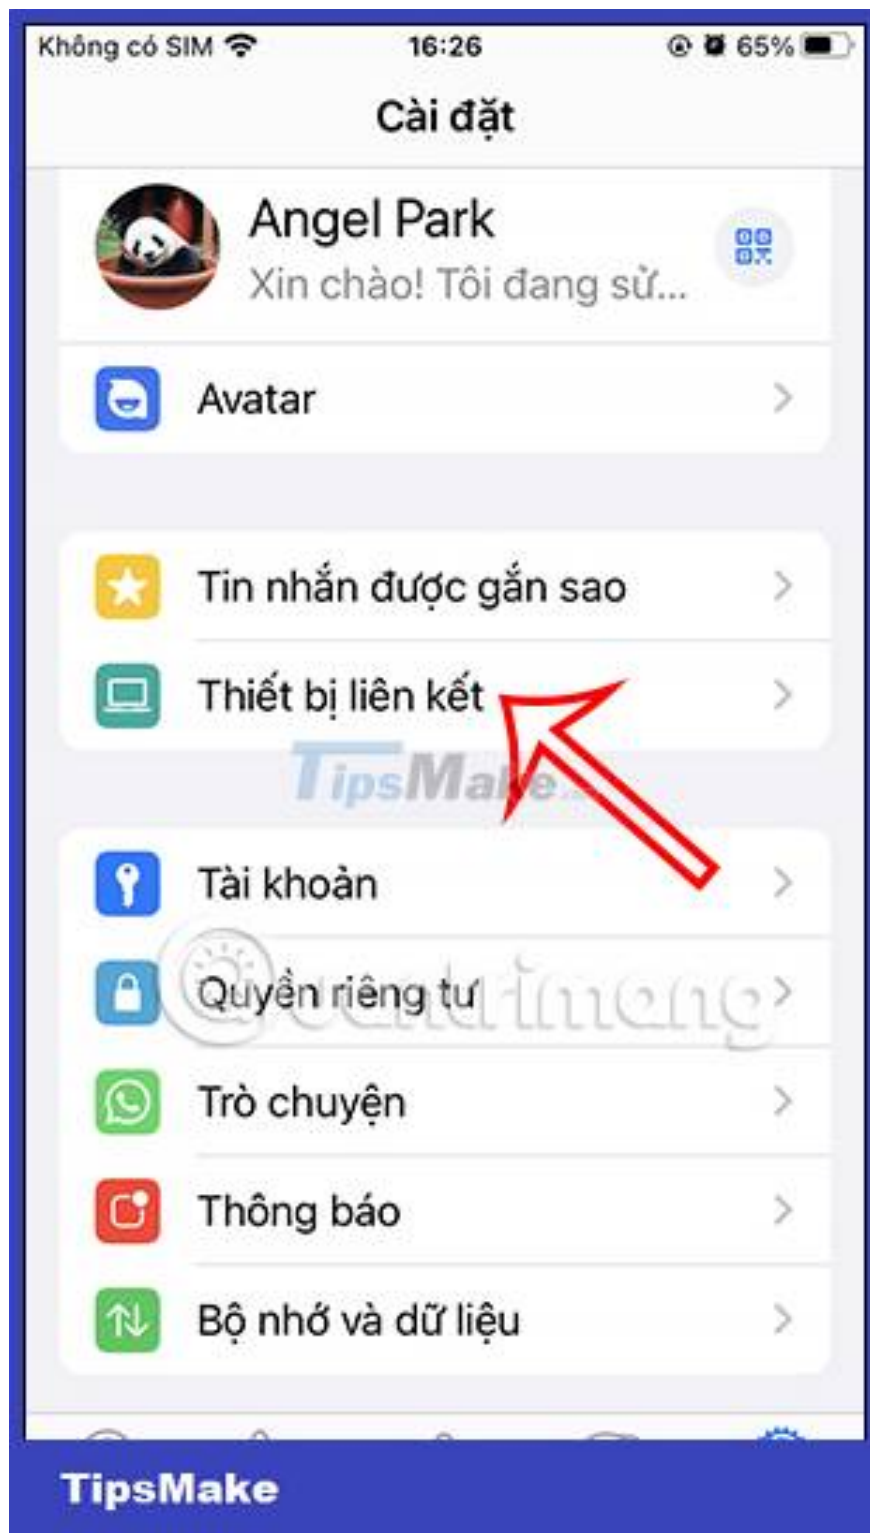 Không có SIM 16:26 65%
Cài đặt
Angel Park
Xin chào! Tôi đang sử...
Avatar
Tin nhắn được gắn sao
Thiết bị liên kết
TipsMake
Tài khoản
Quyền riêng tư
uantrimang
Trò chuyện
Thông báo
Bộ nhớ và dữ liệu
TipsMake